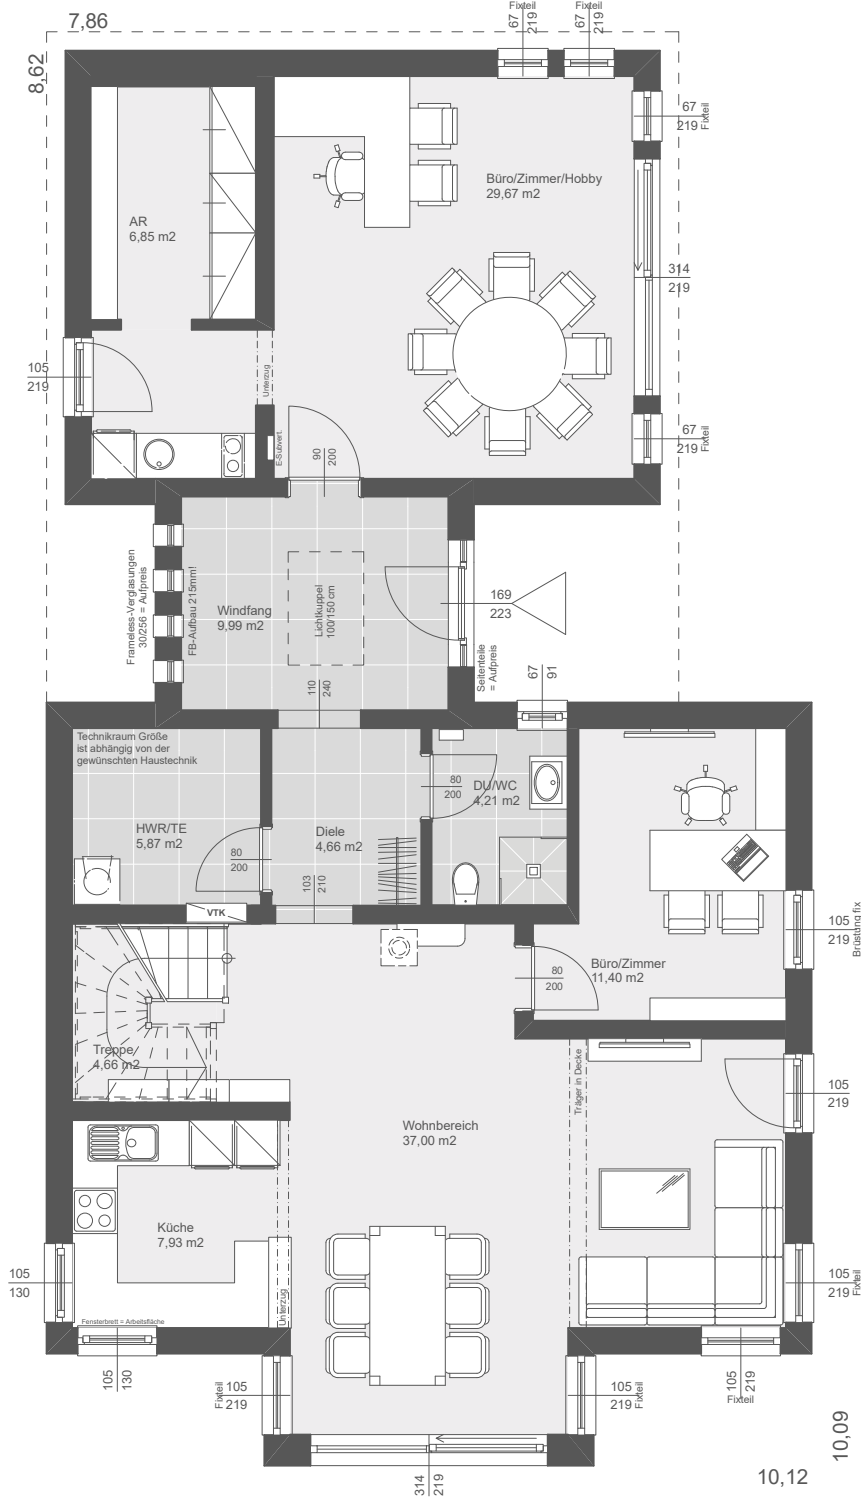 7,86
8,62
Fixteil
67
219
67
219
Fixteil
67
219
Fixteil
Büro/Zimmer/Hobby
29,67 m2
AR
6,85 m2
314
219
105
219
Unterzug
67
219
Fixteil
E-Subvert.
90
200
Frameless-Verglasungen
30/256 = Aufpreis
FB-Aufbau 215mm!
Windfang
9,99 m2
Lichtkuppel
100/150 cm
169
223
Seitenteile
= Aufpreis
67
91
110
240
Technikraum Größe
ist abhängig von der
gewünschten Haustechnik
HWR/TE
5,87 m2
Diele
4,66 m2
80
200
DU/WC
4,21 m2
80
200
103
210
VTK
105
219
Brüstung fix
80
200
Büro/Zimmer
11,40 m2
Treppe
4,66 m2
Träger in Decke
105
219
Wohnbereich
37,00 m2
Küche
7,93 m2
105
130
Unterzug
105
219
Fixteil
Fensterbrett = Arbeitsfläche
105
130
Fixteil
105
219
105
219
Fixteil
105
219
Fixteil
314
219
10,12
10,09